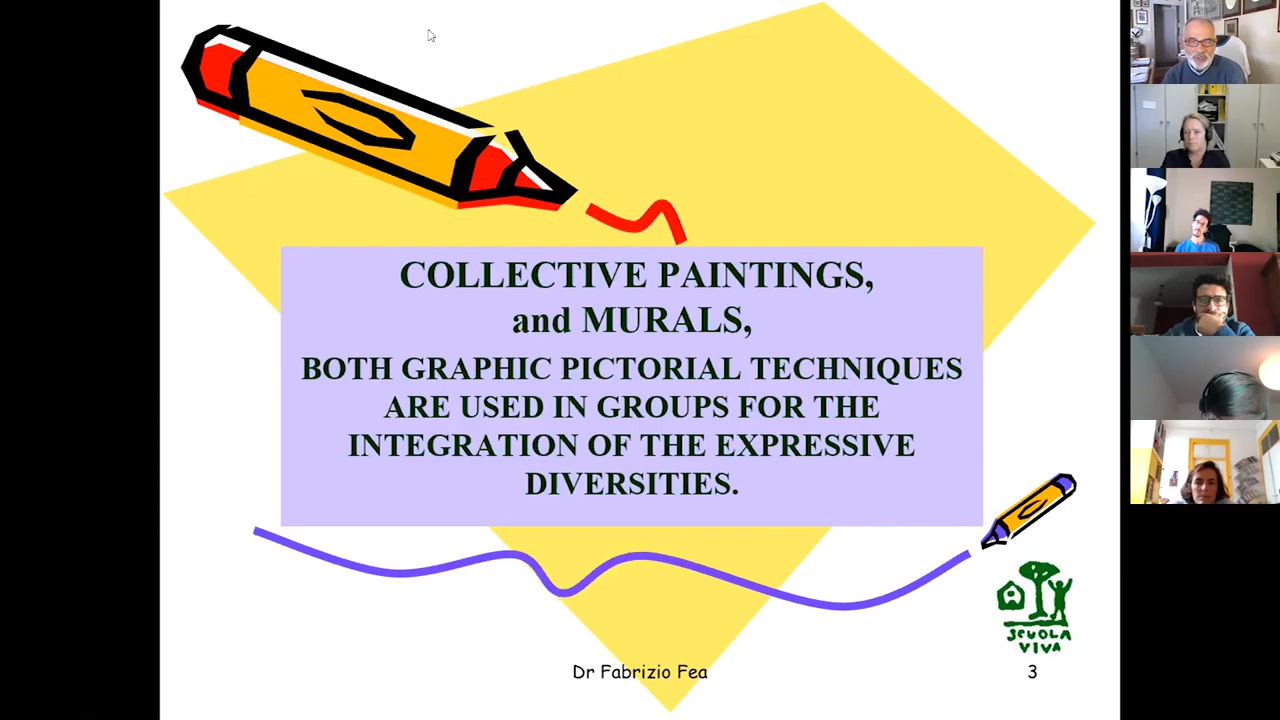 COLLECTIVE PAINTINGS,
and MURALS,
BOTH GRAPHIC PICTORIAL TECHNIQUES
ARE USED IN GROUPS FOR THE
INTEGRATION OF THE EXPRESSIVE
DIVERSITIES.
SCUOLA
VIVA
Dr Fabrizio Fea
3